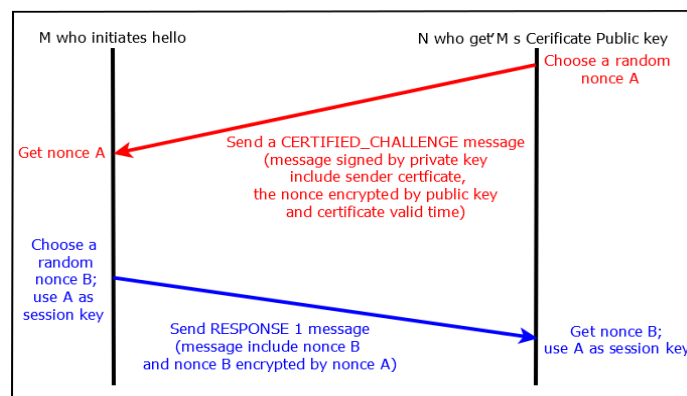 M who initiates hello
N who get'M s Cerificate Public key
Choose a random
nonce A
Send a CERTIFIED_CHALLENGE message
(message signed by private key
include sender certficate,
the nonce encrypted by public key
and certificate valid time)
Get nonce A
Choose a
random
nonce B;
use A as
session key
Send RESPONSE 1 message
(message include nonce B
and nonce B encrypted by nonce A)
Get nonce B;
use A as session key